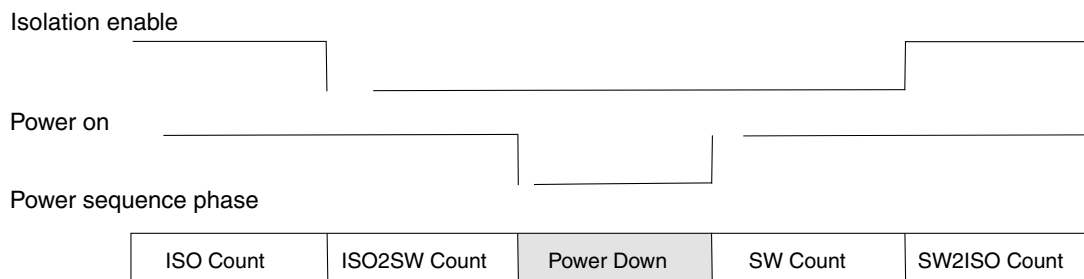 Isolation enable
Power on
Power sequence phase
ISO Count
ISO2SW Count
Power Down
SW Count
SW2ISO Count